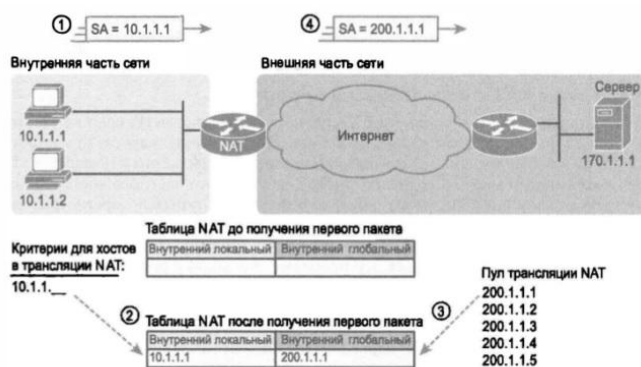 ① SA = 10.1.1.1
④ SA = 200.1.1.1
Внутренняя часть сети
Внешняя часть сети
Сервер
10.1.1.1
NAT
Интернет
170.1.1.1
10.1.1.2
Таблица NAT до получения первого пакета
Внутренний локальный Внутренний глобальный
Критерии для хостов
в трансляции NAT:
10.1.1.__
Пул трансляции NAT
200.1.1.1
200.1.1.2
200.1.1.3
200.1.1.4
200.1.1.5
② Таблица NAT после получения первого пакета ③
Внутренний локальный Внутренний глобальный
10.1.1.1 200.1.1.1